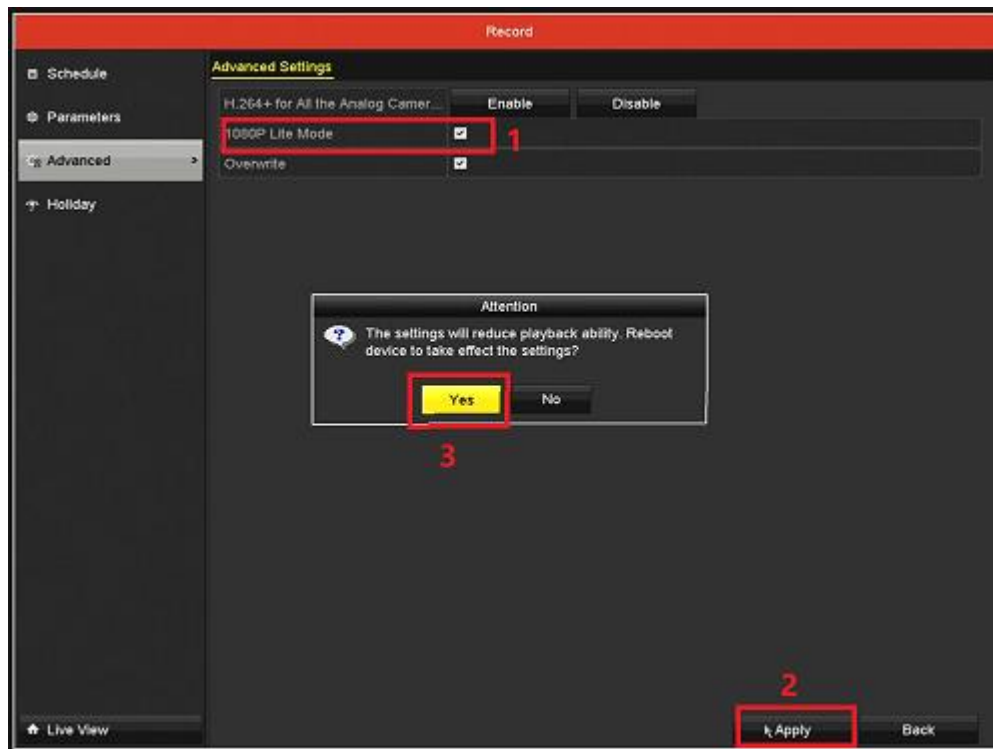 Record
Schedule
Parameters
Advanced
Holiday
Advanced Settings
H.264+ for All the Analog Camer... Enable Disable
1080P Lite Mode 1
Overwrite
Attention
The settings will reduce playback ability. Reboot
device to take effect the settings?
Yes No
3
2
Live View Apply Back